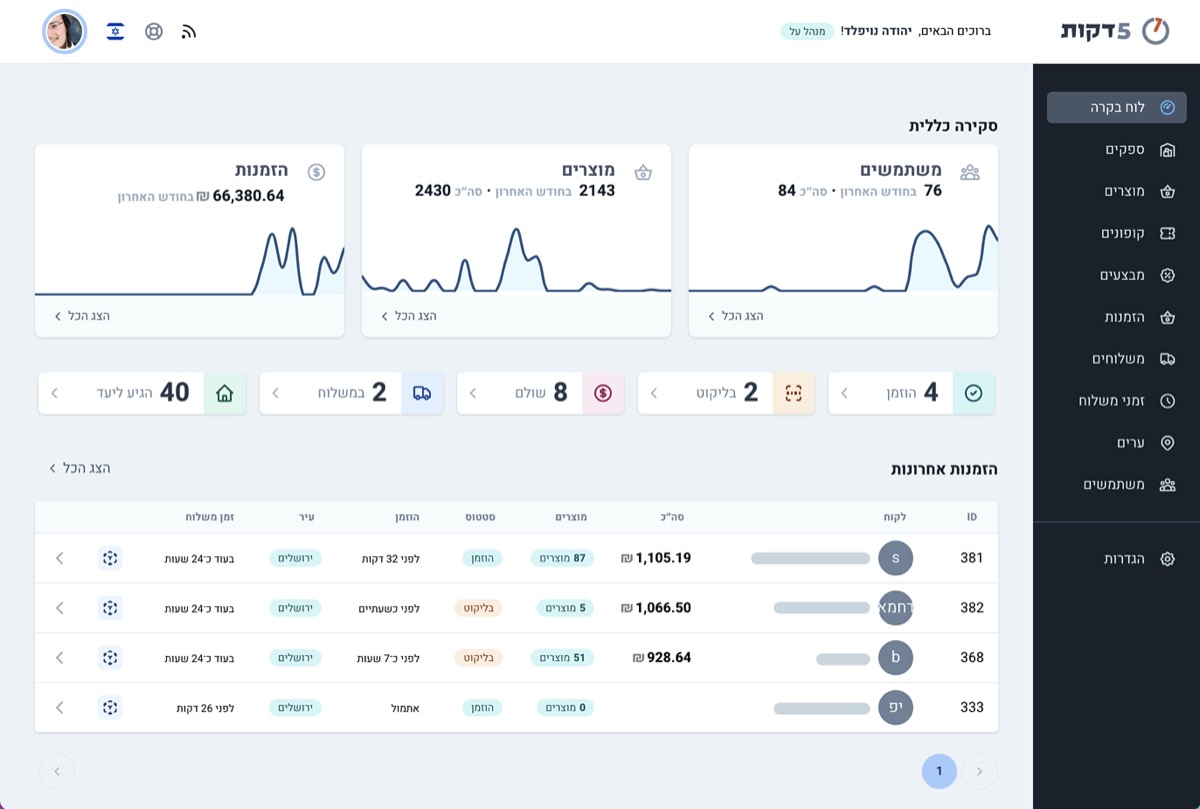 5 דקות
ברוכים הבאים, יהודה נויפלד! מנהל על
לוח בקרה
ספקים
מוצרים
קופונים
מבצעים
הזמנות
משלוחים
זמני משלוח
ערים
משתמשים
הגדרות
סקירה כללית
משתמשים
76 בחודש האחרון • סה״כ 84
הצג הכל
מוצרים
2143 בחודש האחרון • סה״כ 2430
הצג הכל
הזמנות
66,380.64 ₪ בחודש האחרון
הצג הכל
4 הוזמן
2 בליקוט
8 שולם
2 במשלוח
40 הגיע ליעד
הזמנות אחרונות
הצג הכל
ID לקוח סה״כ מוצרים סטטוס הוזמן עיר זמן משלוח
381 s 1,105.19 ₪ 87 מוצרים הוזמן לפני 32 דקות ירושלים בעוד כ־24 שעות
382 רחמא 1,066.50 ₪ 5 מוצרים בליקוט לפני כשעתיים ירושלים בעוד כ־24 שעות
368 b 928.64 ₪ 51 מוצרים בליקוט לפני כ־7 שעות ירושלים בעוד כ־24 שעות
333 יפ 0 מוצרים הוזמן אתמול ירושלים לפני 26 דקות
1